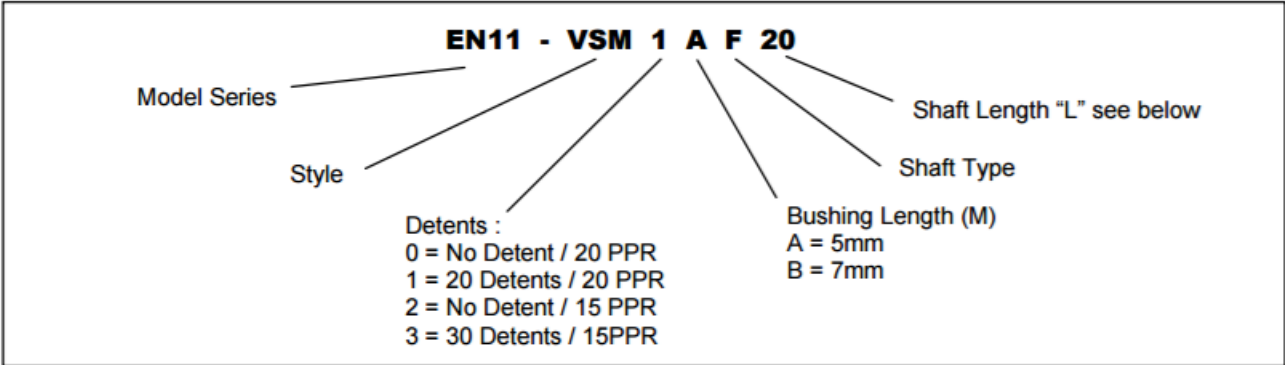 EN11 - VSM 1 A F 20
Model Series
Shaft Length “L” see below
Style
Shaft Type
Detents :
0 = No Detent / 20 PPR
1 = 20 Detents / 20 PPR
2 = No Detent / 15 PPR
3 = 30 Detents / 15PPR
Bushing Length (M)
A = 5mm
B = 7mm